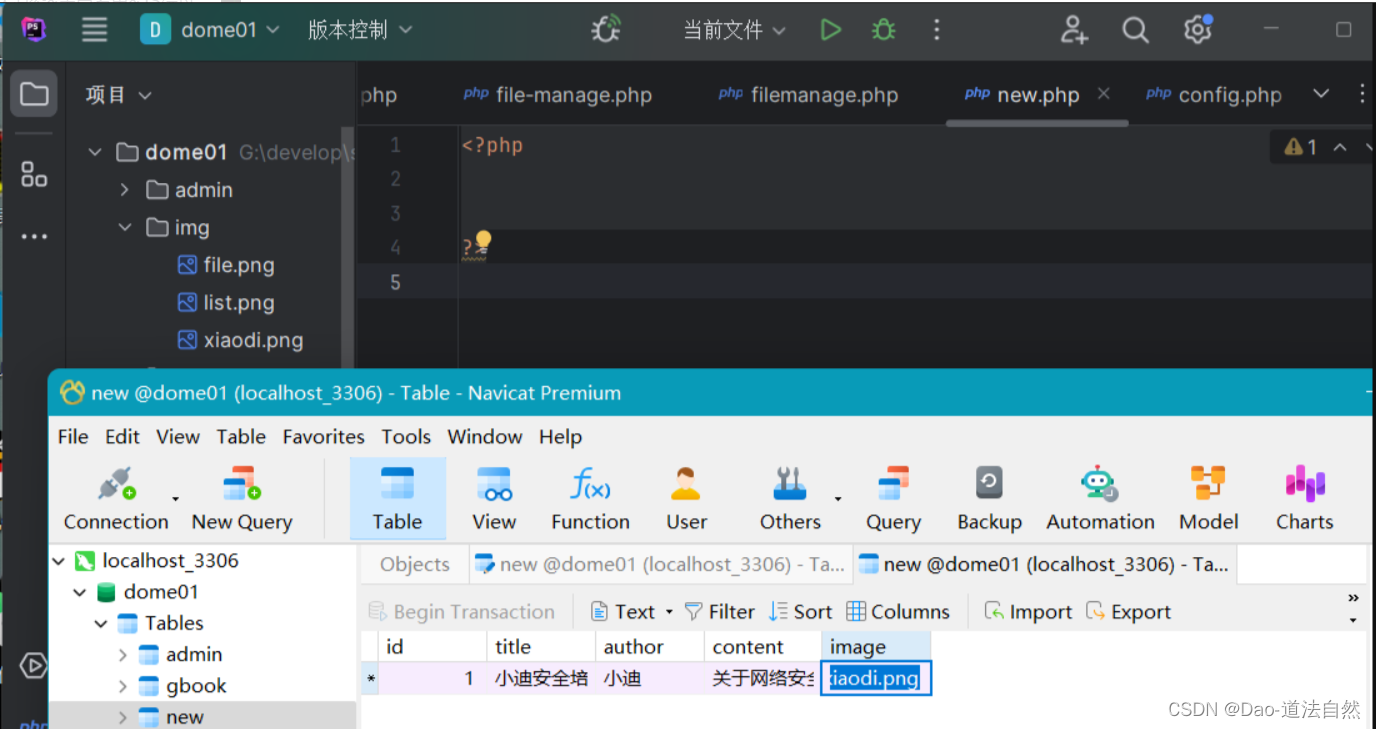 PS D dome01 版本控制 当前文件
项目
php php file-manage.php php filemanage.php php new.php php config.php
dome01 G:\develop\s
admin
img
file.png
list.png
xiaodi.png
1 <?php
2
3
4 ?>
5
1
new @dome01 (localhost_3306) - Table - Navicat Premium
File Edit View Table Favorites Tools Window Help
Connection New Query Table View Function User Others Query Backup Automation Model Charts
f(x)
localhost_3306
dome01
Tables
admin
gbook
new
php
Objects new @dome01 (localhost_3306) - Ta... new @dome01 (localhost_3306) - Ta...
Begin Transaction Text Filter Sort Columns Import Export
id title author content image
* 1 小迪安全培 小迪 关于网络安全 xiaodi.png
CSDN @Dao-道法自然